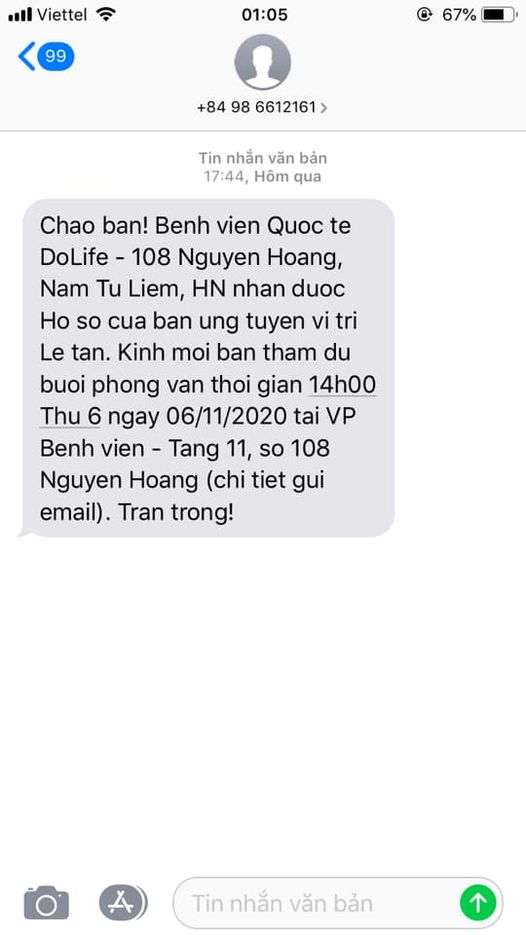 Viettel 01:05 67%
99
+84 98 6612161
Tin nhắn văn bản
17:44, Hôm qua
Chao ban! Benh vien Quoc te
DoLife - 108 Nguyen Hoang,
Nam Tu Liem, HN nhan duoc
Ho so cua ban ung tuyen vi tri
Le tan. Kinh moi ban tham du
buoi phong van thoi gian 14h00
Thu 6 ngay 06/11/2020 tai VP
Benh vien - Tang 11, so 108
Nguyen Hoang (chi tiet gui
email). Tran trong!
Tin nhắn văn bản